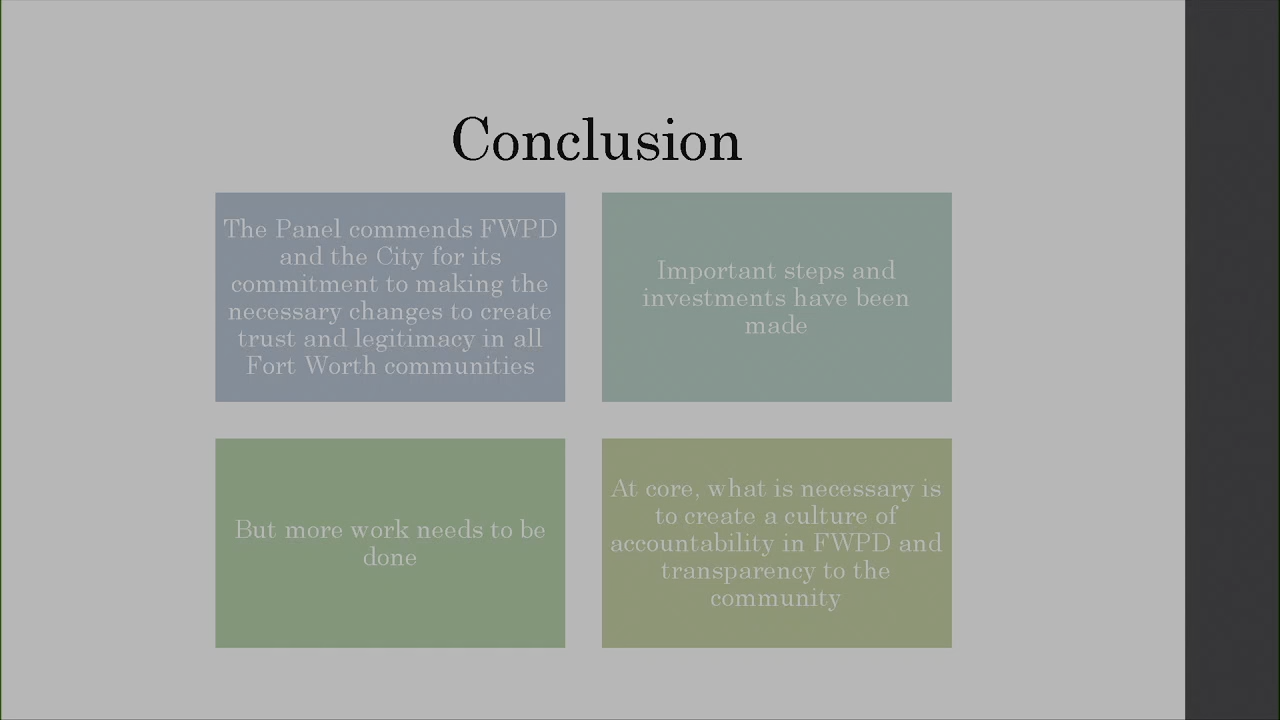 Conclusion
The Panel commends FWPD
and the City for its
commitment to making the
necessary changes to create
trust and legitimacy in all
Fort Worth communities
Important steps and
investments have been
made
But more work needs to be
done
At core, what is necessary is
to create a culture of
accountability in FWPD and
transparency to the
community